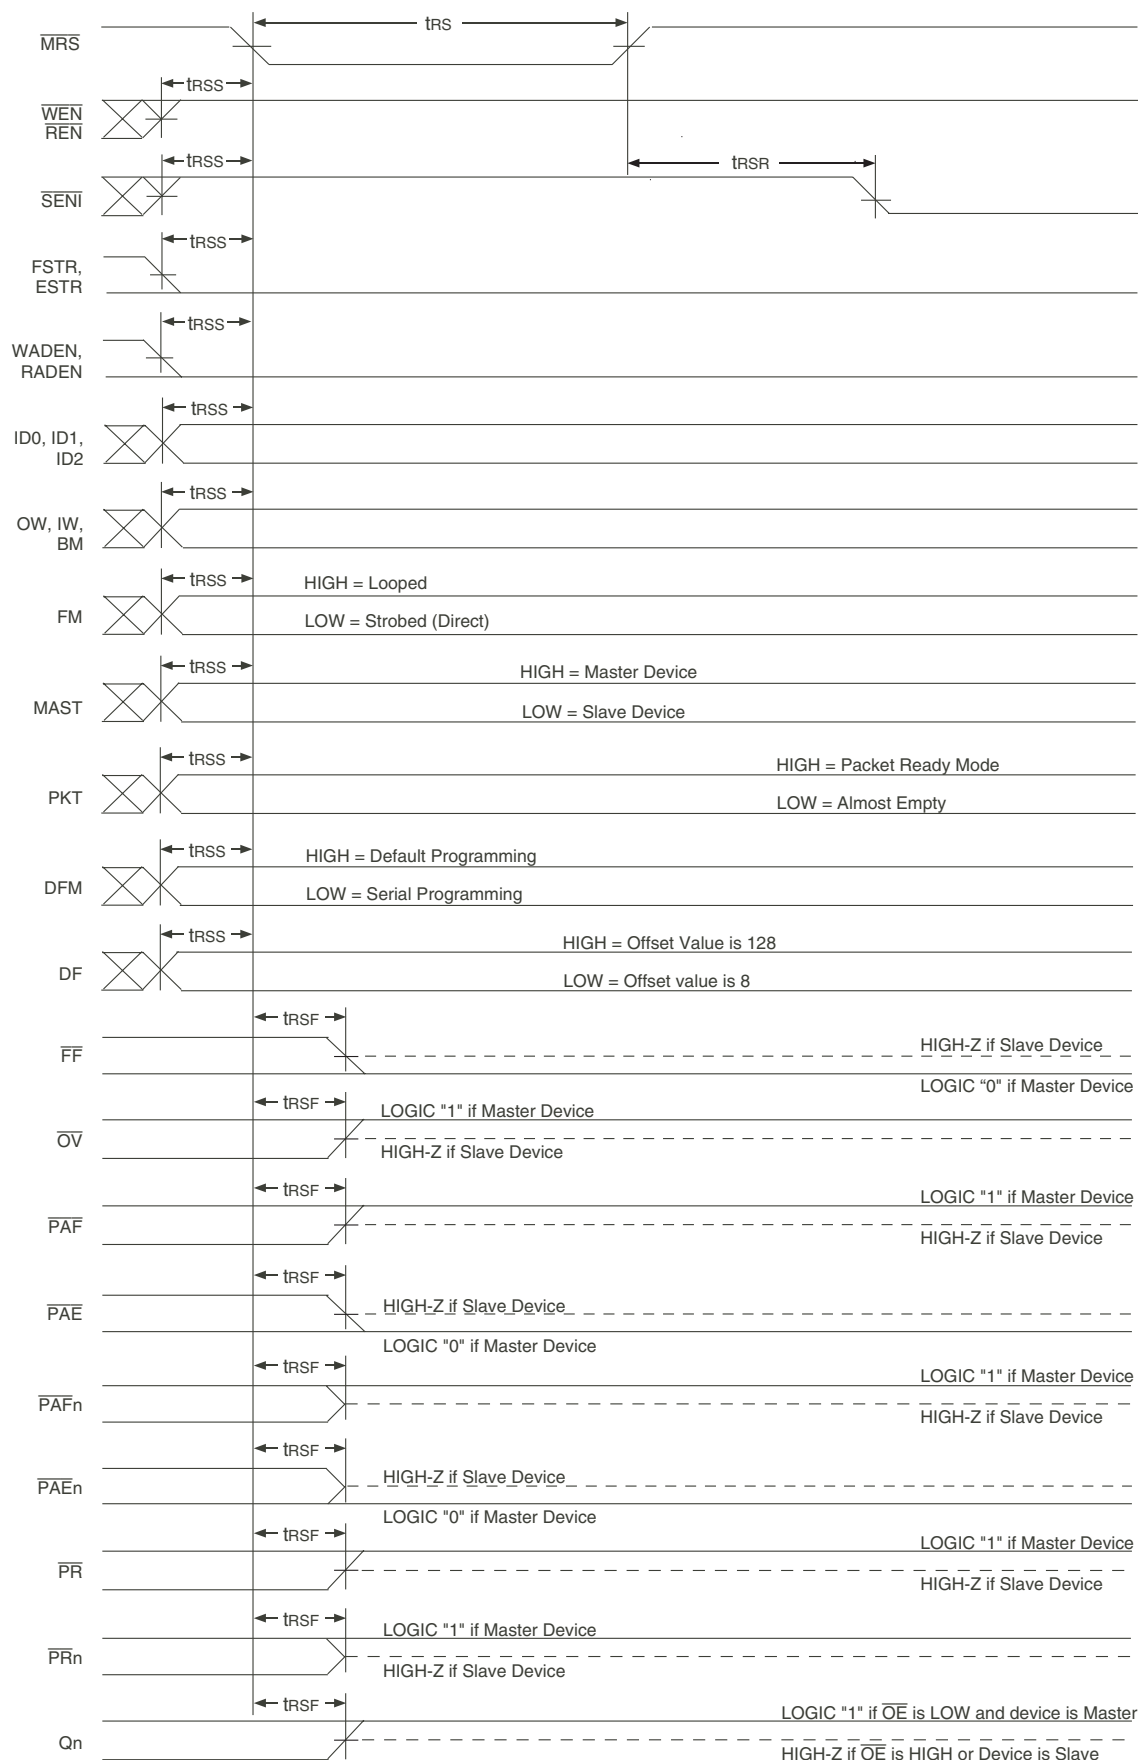 tRS
MRS
tRSS
WEN
REN
tRSS
tRSR
SENI
tRSS
FSTR,
ESTR
tRSS
WADEN,
RADEN
tRSS
ID0, ID1,
ID2
tRSS
OW, IW,
BM
tRSS
HIGH = Looped
FM
LOW = Strobed (Direct)
tRSS
HIGH = Master Device
MAST
LOW = Slave Device
tRSS
HIGH = Packet Ready Mode
PKT
LOW = Almost Empty
tRSS
HIGH = Default Programming
DFM
LOW = Serial Programming
tRSS
HIGH = Offset Value is 128
DF
LOW = Offset value is 8
tRSF
FF
HIGH-Z if Slave Device
LOGIC “0" if Master Device
tRSF
LOGIC "1" if Master Device
OV
HIGH-Z if Slave Device
tRSF
LOGIC "1" if Master Device
PAF
HIGH-Z if Slave Device
tRSF
PAE
HIGH-Z if Slave Device
LOGIC "0" if Master Device
tRSF
LOGIC "1" if Master Device
PAFn
HIGH-Z if Slave Device
tRSF
PAEn
HIGH-Z if Slave Device
LOGIC "0" if Master Device
tRSF
LOGIC "1" if Master Device
PR
HIGH-Z if Slave Device
tRSF
LOGIC "1" if Master Device
PRn
HIGH-Z if Slave Device
tRSF
LOGIC "1" if OE is LOW and device is Master
Qn
HIGH-Z if OE is HIGH or Device is Slave